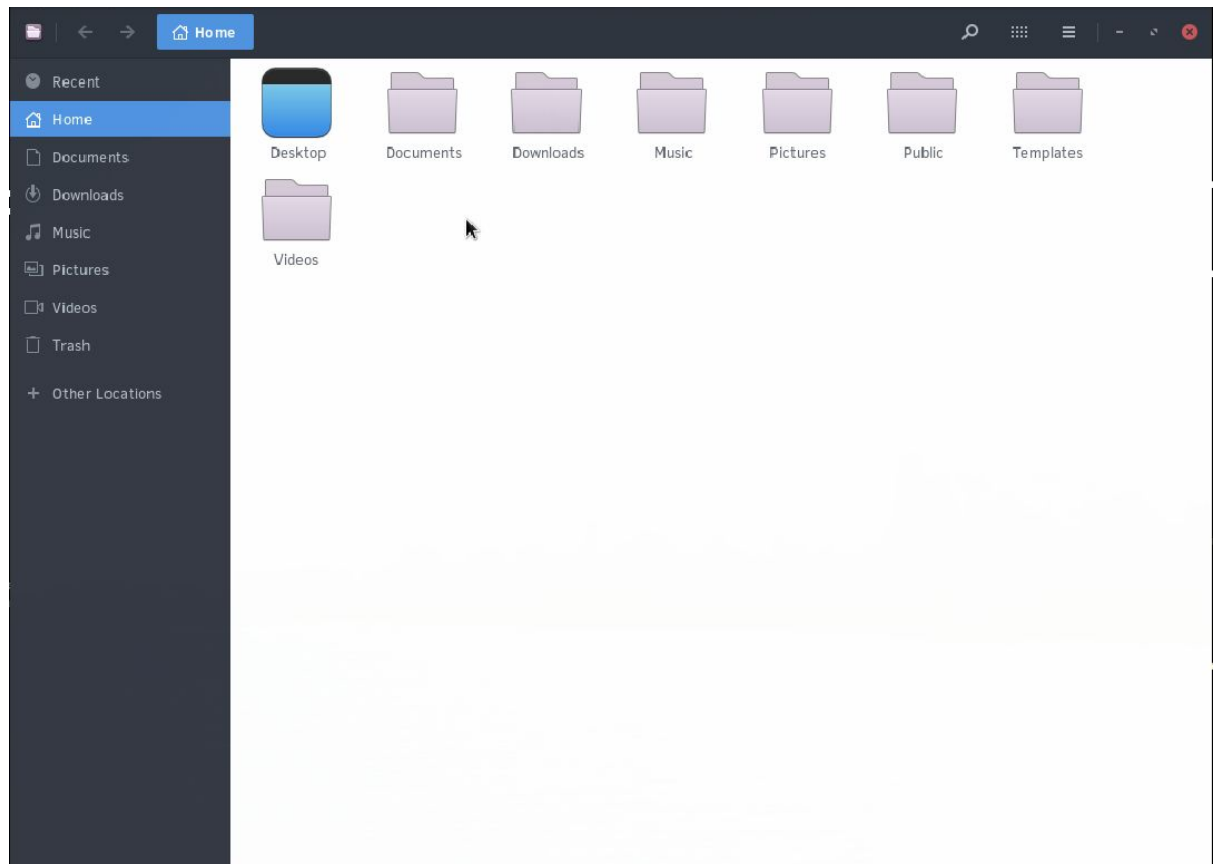 Home
Recent
Home
Documents
Downloads
Music
Pictures
Videos
Trash
Other Locations
Desktop Documents Downloads Music Pictures Public Templates
Videos